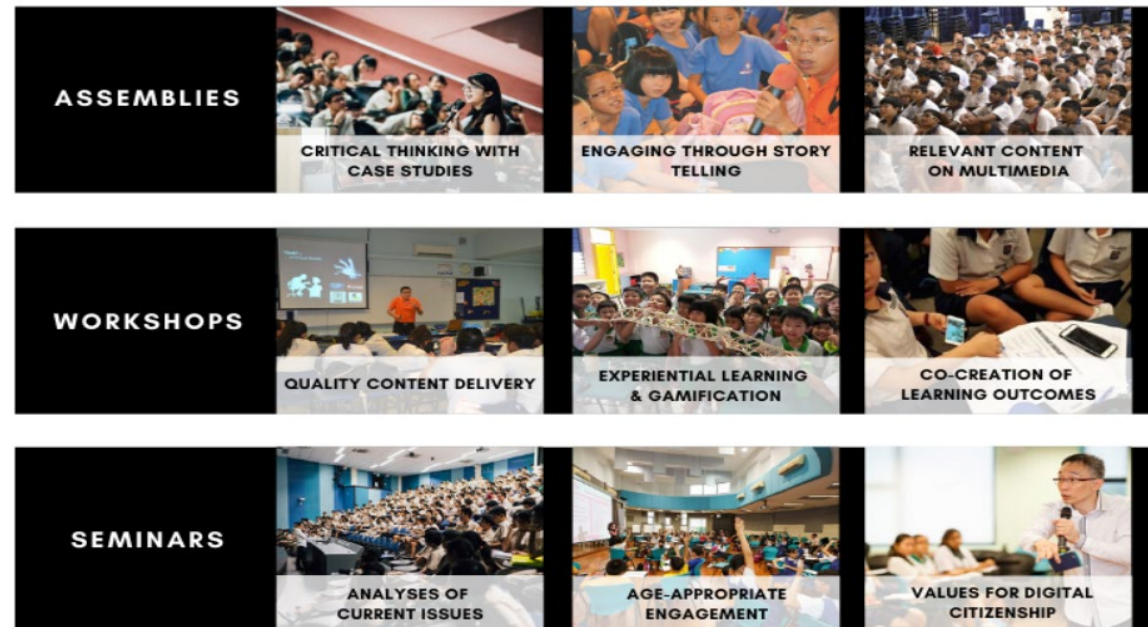 ASSEMBLIES
CRITICAL THINKING WITH
CASE STUDIES
ENGAGING THROUGH STORY
TELLING
RELEVANT CONTENT
ON MULTIMEDIA
WORKSHOPS
QUALITY CONTENT DELIVERY
EXPERIENTIAL LEARNING
& GAMIFICATION
CO-CREATION OF
LEARNING OUTCOMES
SEMINARS
ANALYSES OF
CURRENT ISSUES
AGE-APPROPRIATE
ENGAGEMENT
VALUES FOR DIGITAL
CITIZENSHIP